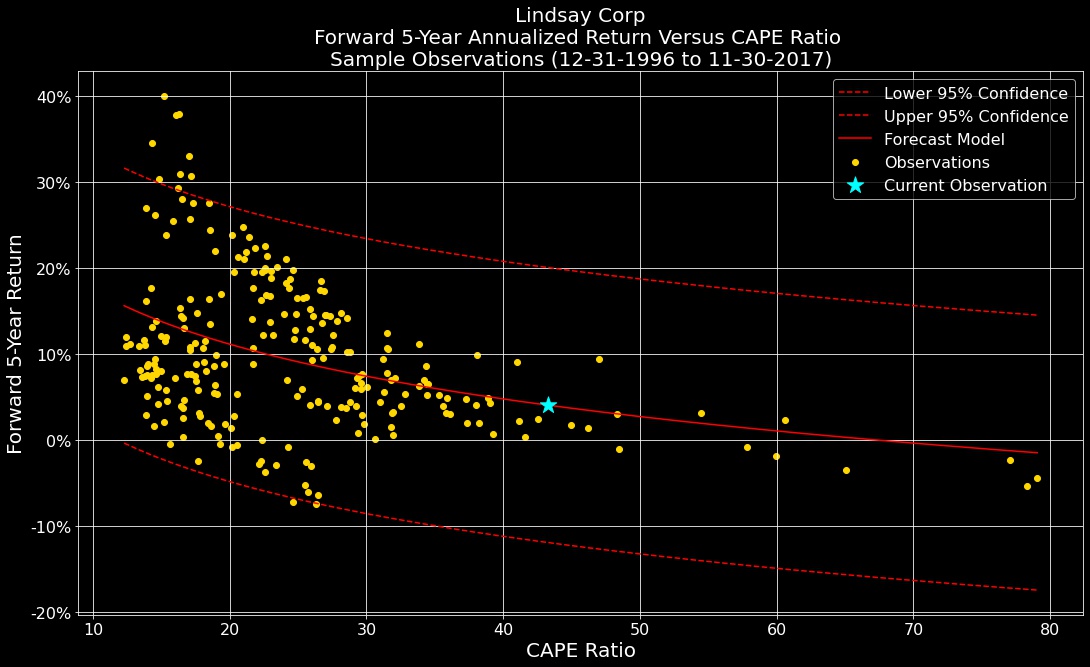 Lindsay Corp
Forward 5-Year Annualized Return Versus CAPE Ratio
Sample Observations (12-31-1996 to 11-30-2017)
Lower 95% Confidence
Upper 95% Confidence
Forecast Model
Observations
Current Observation
Forward 5-Year Return
40%
30%
20%
10%
0%
-10%
-20%
10 20 30 40 50 60 70 80
CAPE Ratio